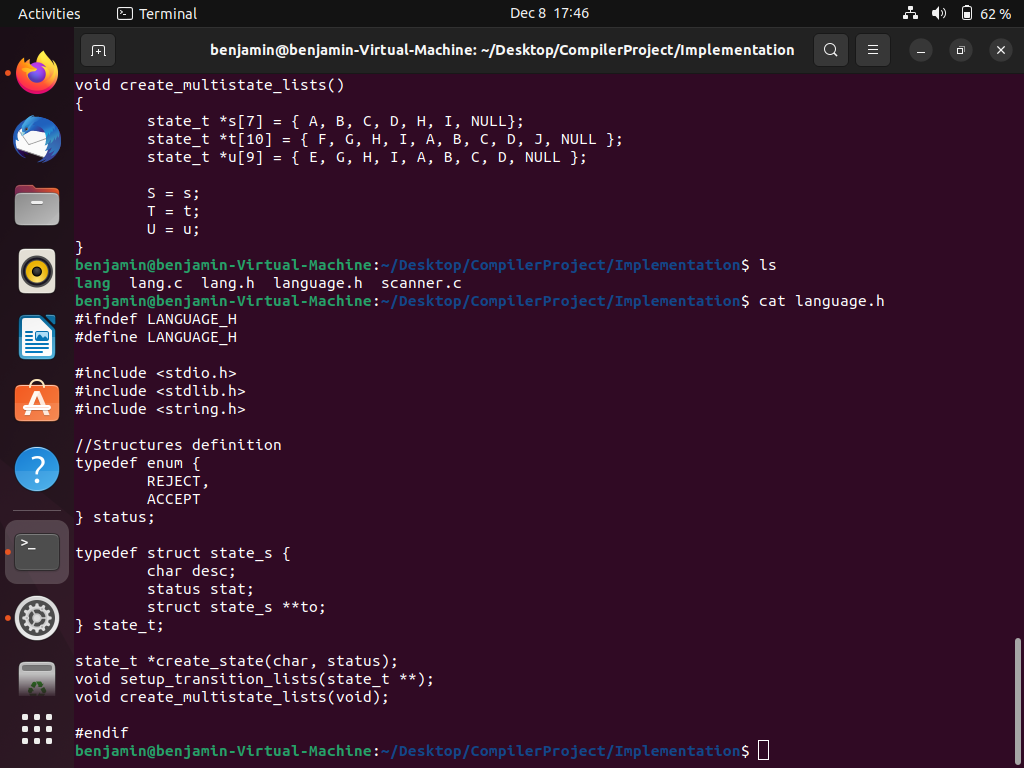 Activities
Terminal
Dec 8 17:46
62 %
benjamin@benjamin-Virtual-Machine: ~/Desktop/CompilerProject/Implementation
void create_multistate_lists()
{
        state_t *s[7] = { A, B, C, D, H, I, NULL};
        state_t *t[10] = { F, G, H, I, A, B, C, D, J, NULL };
        state_t *u[9] = { E, G, H, I, A, B, C, D, NULL };

        S = s;
        T = t;
        U = u;
}
benjamin@benjamin-Virtual-Machine:~/Desktop/CompilerProject/Implementation$ ls
lang  lang.c  lang.h  language.h  scanner.c
benjamin@benjamin-Virtual-Machine:~/Desktop/CompilerProject/Implementation$ cat language.h
#ifndef LANGUAGE_H
#define LANGUAGE_H

#include <stdio.h>
#include <stdlib.h>
#include <string.h>

//Structures definition
typedef enum {
        REJECT,
        ACCEPT
} status;

typedef struct state_s {
        char desc;
        status stat;
        struct state_s **to;
} state_t;

state_t *create_state(char, status);
void setup_transition_lists(state_t **);
void create_multistate_lists(void);

#endif
benjamin@benjamin-Virtual-Machine:~/Desktop/CompilerProject/Implementation$